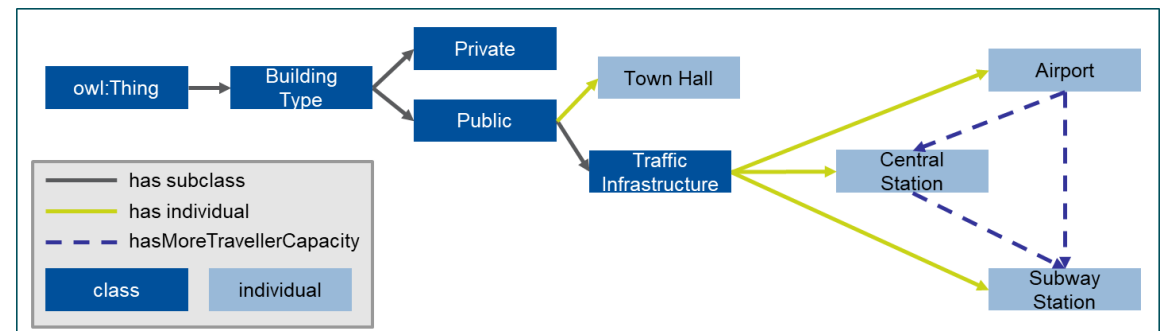 owl:Thing
Building
Type
Private
Public
Town Hall
Traffic
Infrastructure
Airport
Central
Station
Subway
Station
has subclass
has individual
hasMoreTravellerCapacity
class
individual